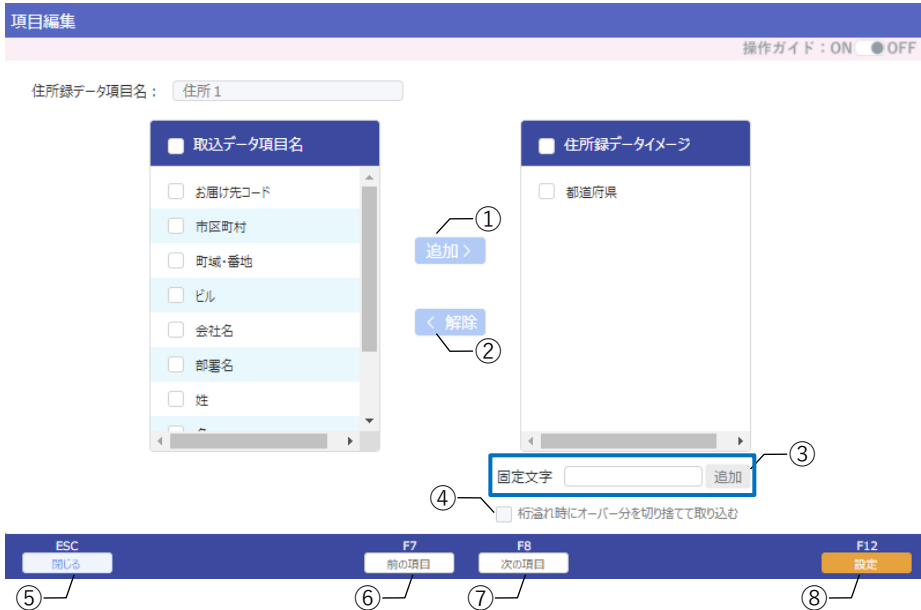 項目編集
操作ガイド：ON OFF
住所録データ項目名： 住所1
取込データ項目名
お届け先コード
市区町村
町域・番地
ビル
会社名
部署名
姓
住所録データイメージ
都道府県
①
追加 >
< 解除
②
③
固定文字 追加
④
桁溢れ時にオーバー分を切り捨てて取り込む
ESC F7 F8 F12
閉じる 前の項目 次の項目 設定
⑤ ⑥ ⑦ ⑧